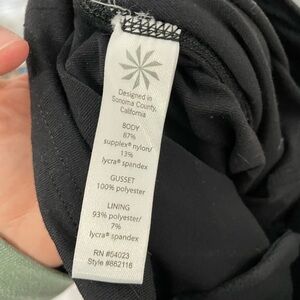 Designed in
Sonoma County,
California
BODY
87%
supplex® nylon/
13%
lycra® spandex
GUSSET
100% polyester
LINING
93% polyester/
7%
lycra® spandex
RN #54023
Style #862116